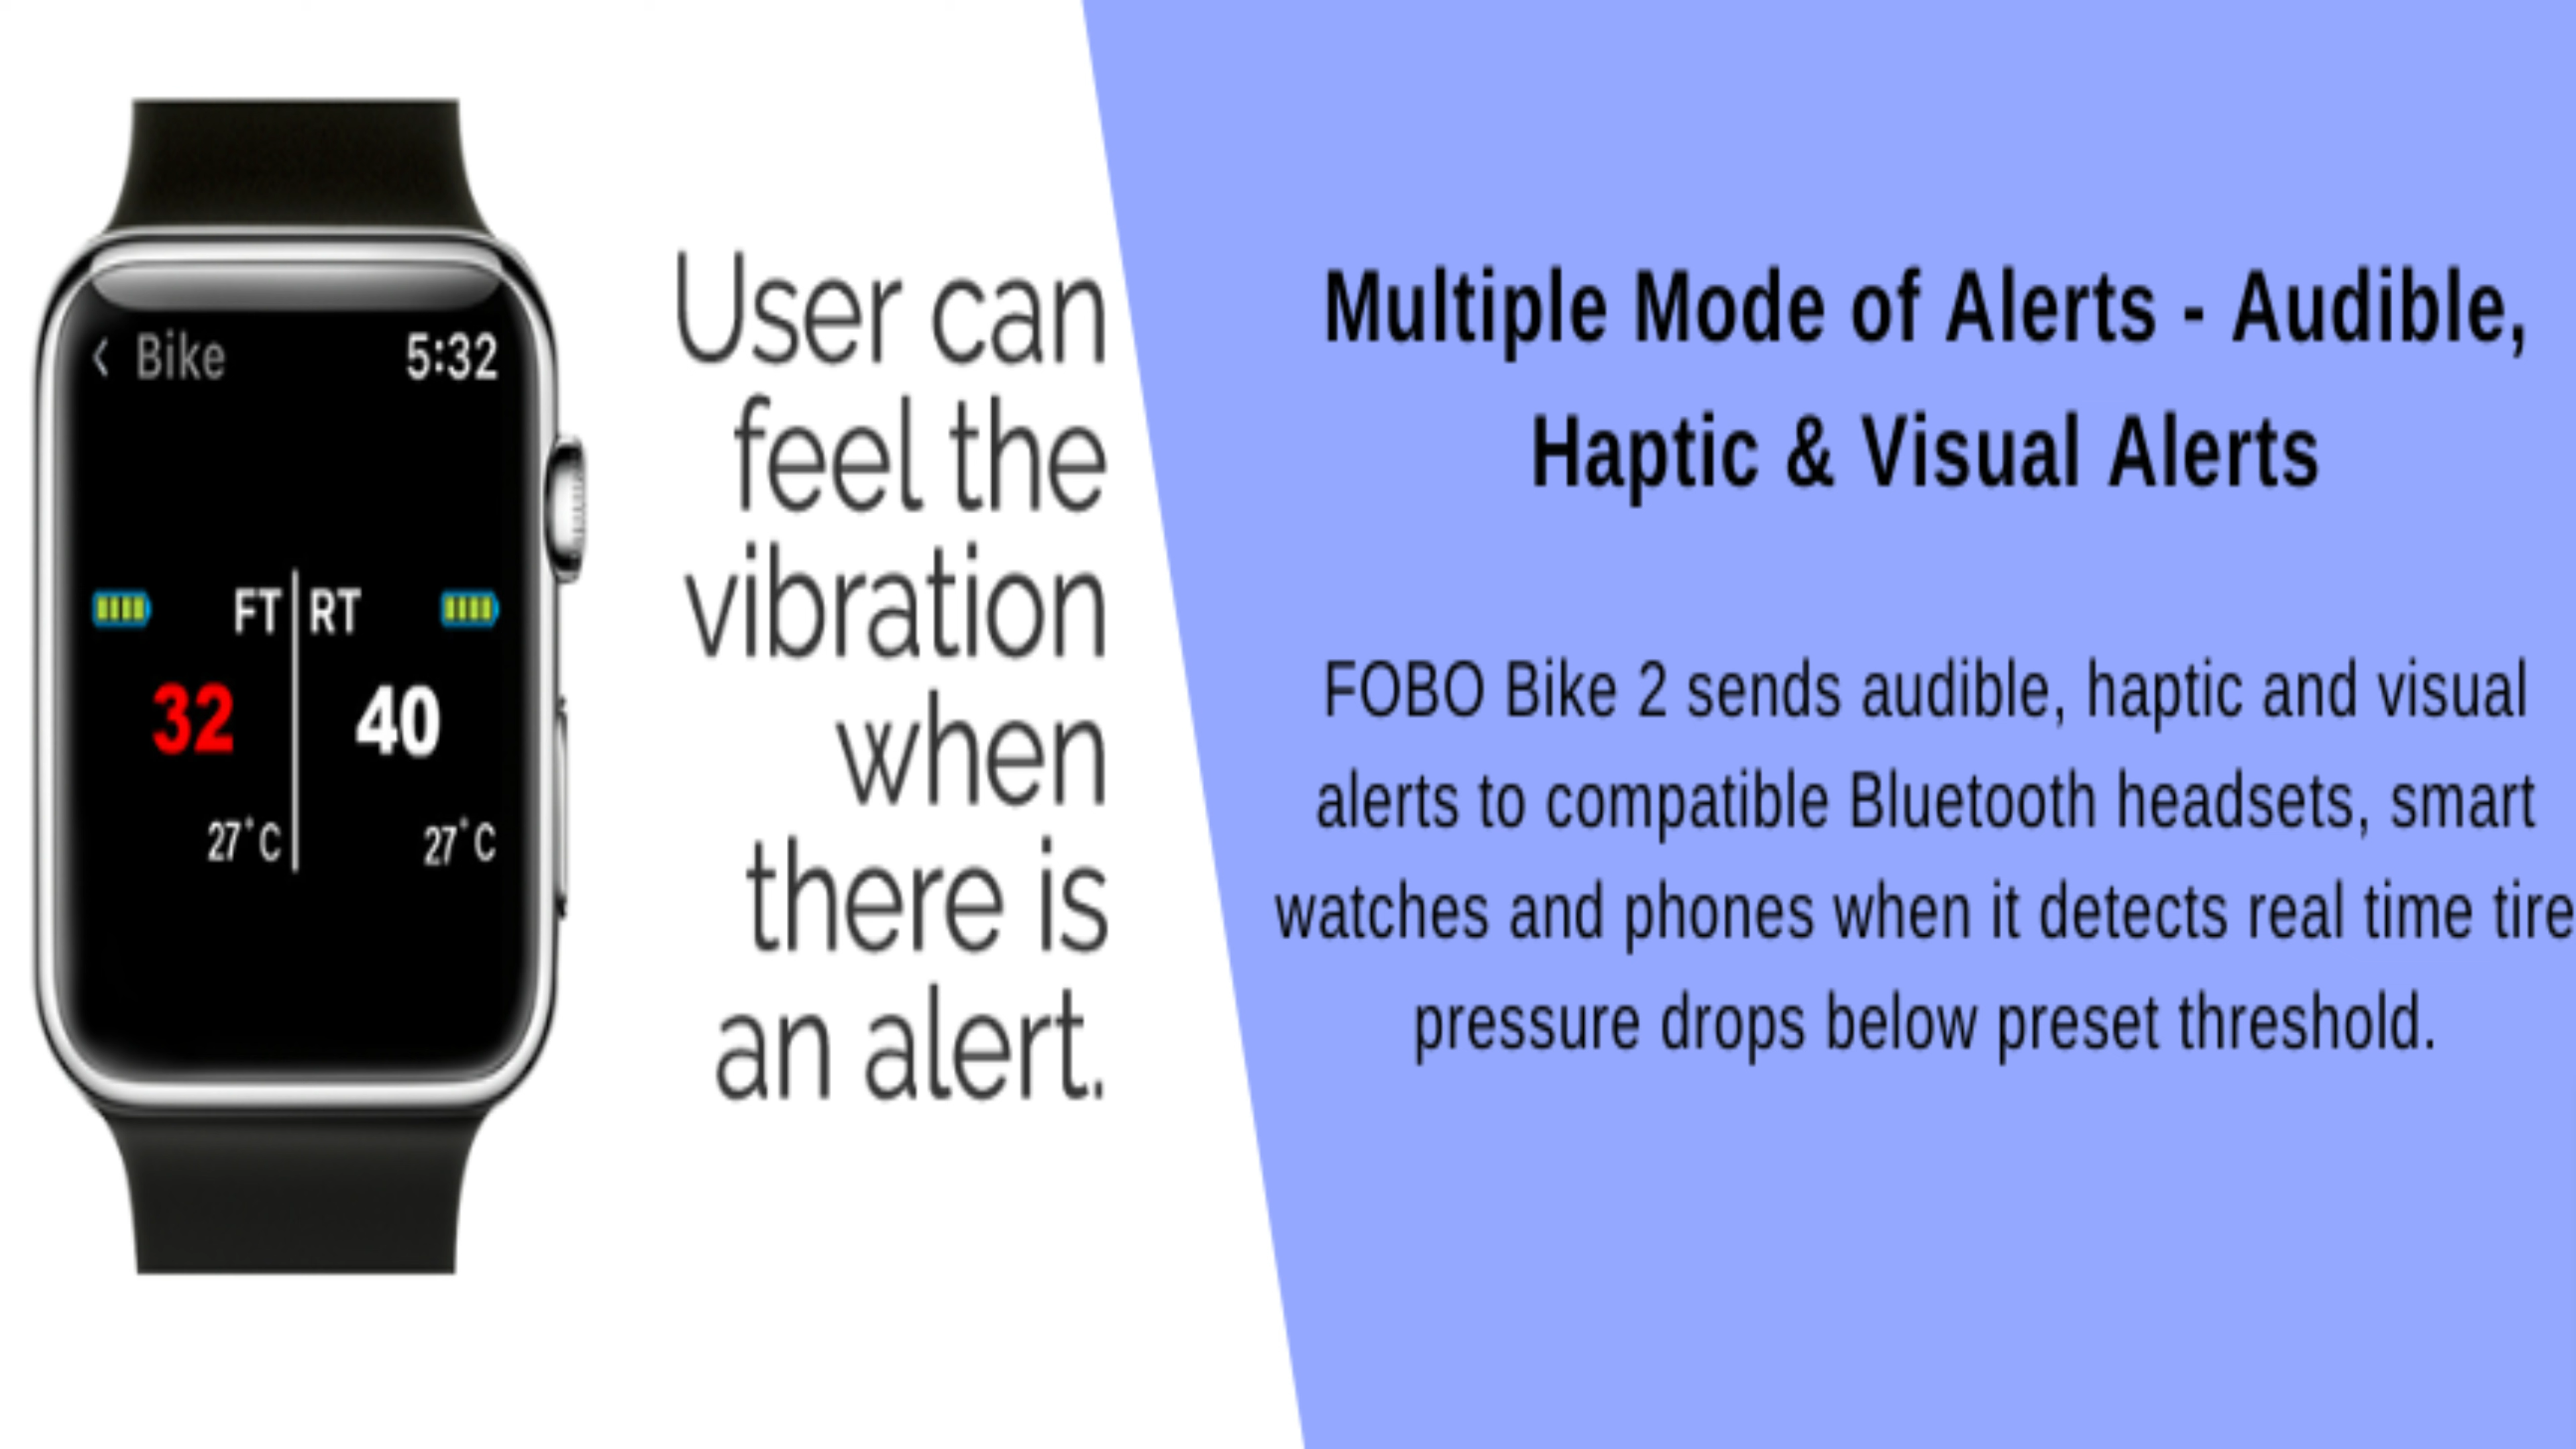 < Bike 5:32
FT RT
32 40
27°C 27°C
User can
feel the
vibration
when
there is
an alert.
Multiple Mode of Alerts - Audible,
Haptic & Visual Alerts
FOBO Bike 2 sends audible, haptic and visual
alerts to compatible Bluetooth headsets, smart
watches and phones when it detects real time tire
pressure drops below preset threshold.